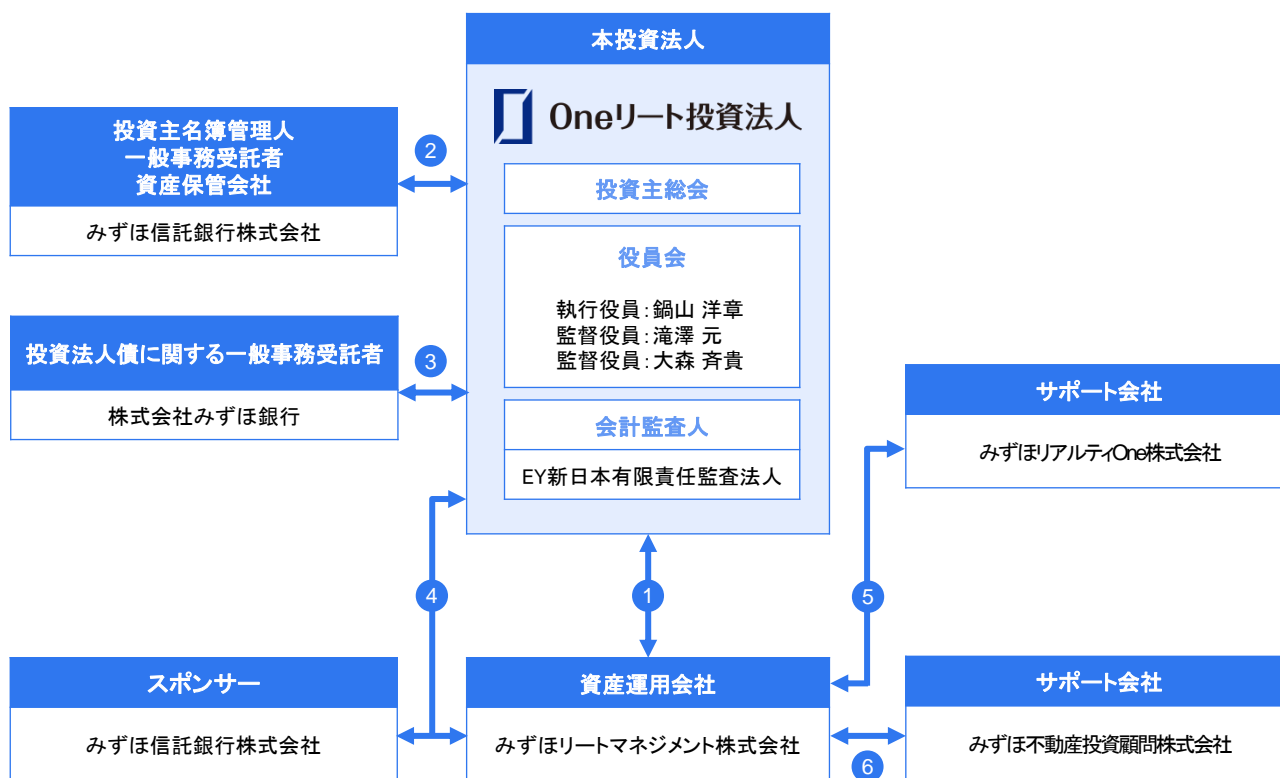 本投資法人
Oneリート投資法人
投資主総会
役員会
執行役員：鍋山 洋章
監督役員：滝澤 元
監督役員：大森 斉貴
会計監査人
EY新日本有限責任監査法人
投資主名簿管理人
一般事務受託者
資産保管会社
みずほ信託銀行株式会社
2
投資法人債に関する一般事務受託者
株式会社みずほ銀行
3
サポート会社
みずほリアルティOne株式会社
4
1
5
スポンサー
みずほ信託銀行株式会社
資産運用会社
みずほリートマネジメント株式会社
サポート会社
みずほ不動産投資顧問株式会社
6